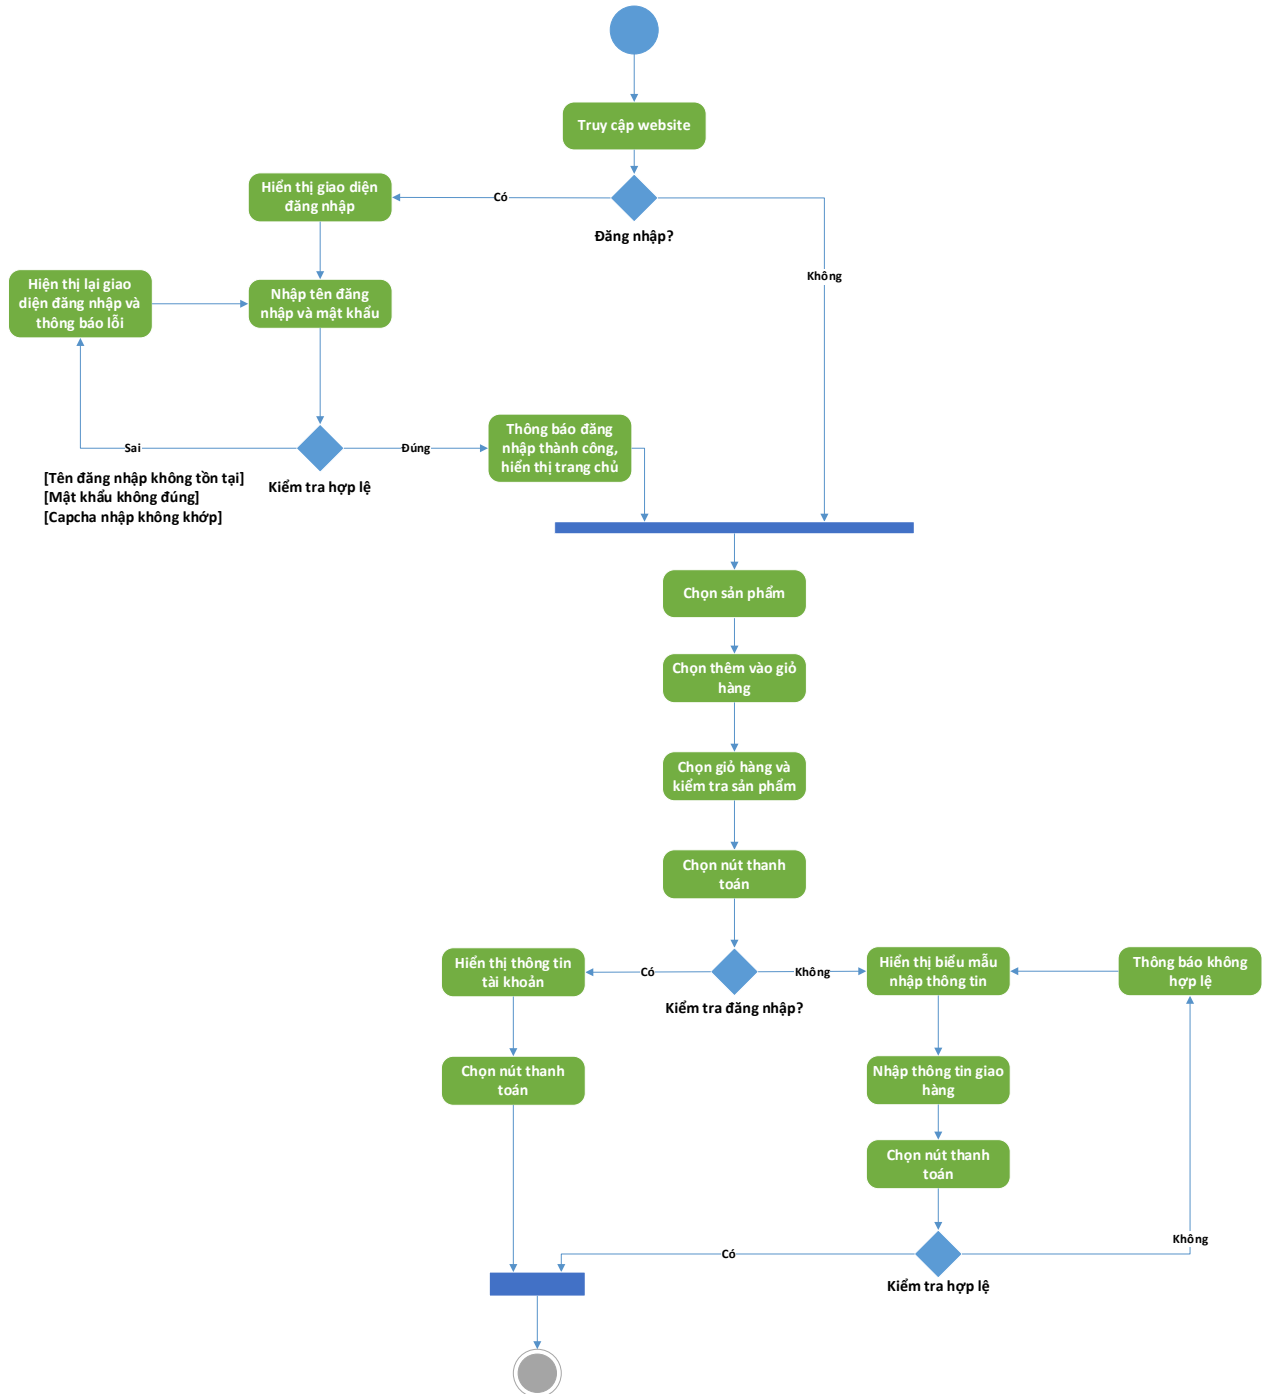 Truy cập website
Hiển thị giao diện
đăng nhập
Có
Đăng nhập?
Không
Hiện thị lại giao
diện đăng nhập và
thông báo lỗi
Nhập tên đăng
nhập và mật khẩu
Sai
Đúng
Thông báo đăng
nhập thành công,
hiển thị trang chủ
[Tên đăng nhập không tồn tại]
[Mật khẩu không đúng]
[Capcha nhập không khớp]
Kiểm tra hợp lệ
Chọn sản phẩm
Chọn thêm vào giỏ
hàng
Chọn giỏ hàng và
kiểm tra sản phẩm
Chọn nút thanh
toán
Hiển thị thông tin
tài khoản
Có
Kiểm tra đăng nhập?
Không
Hiển thị biểu mẫu
nhập thông tin
Thông báo không
hợp lệ
Chọn nút thanh
toán
Nhập thông tin giao
hàng
Chọn nút thanh
toán
Không
Có
Kiểm tra hợp lệ